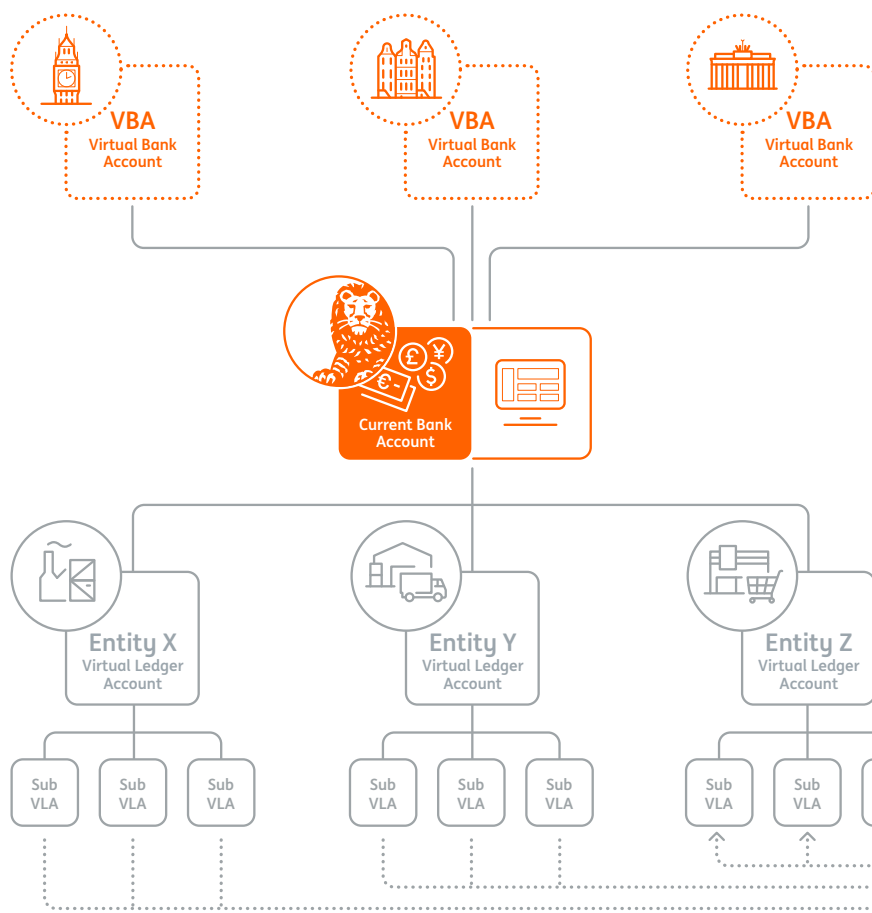 VBA
Virtual Bank
Account
VBA
Virtual Bank
Account
VBA
Virtual Bank
Account
£
¥
€-
$
Current Bank
Account
Entity X
Virtual Ledger
Account
Entity Y
Virtual Ledger
Account
Entity Z
Virtual Ledger
Account
Sub
VLA
Sub
VLA
Sub
VLA
Sub
VLA
Sub
VLA
Sub
VLA
Sub
VLA
Sub
VLA